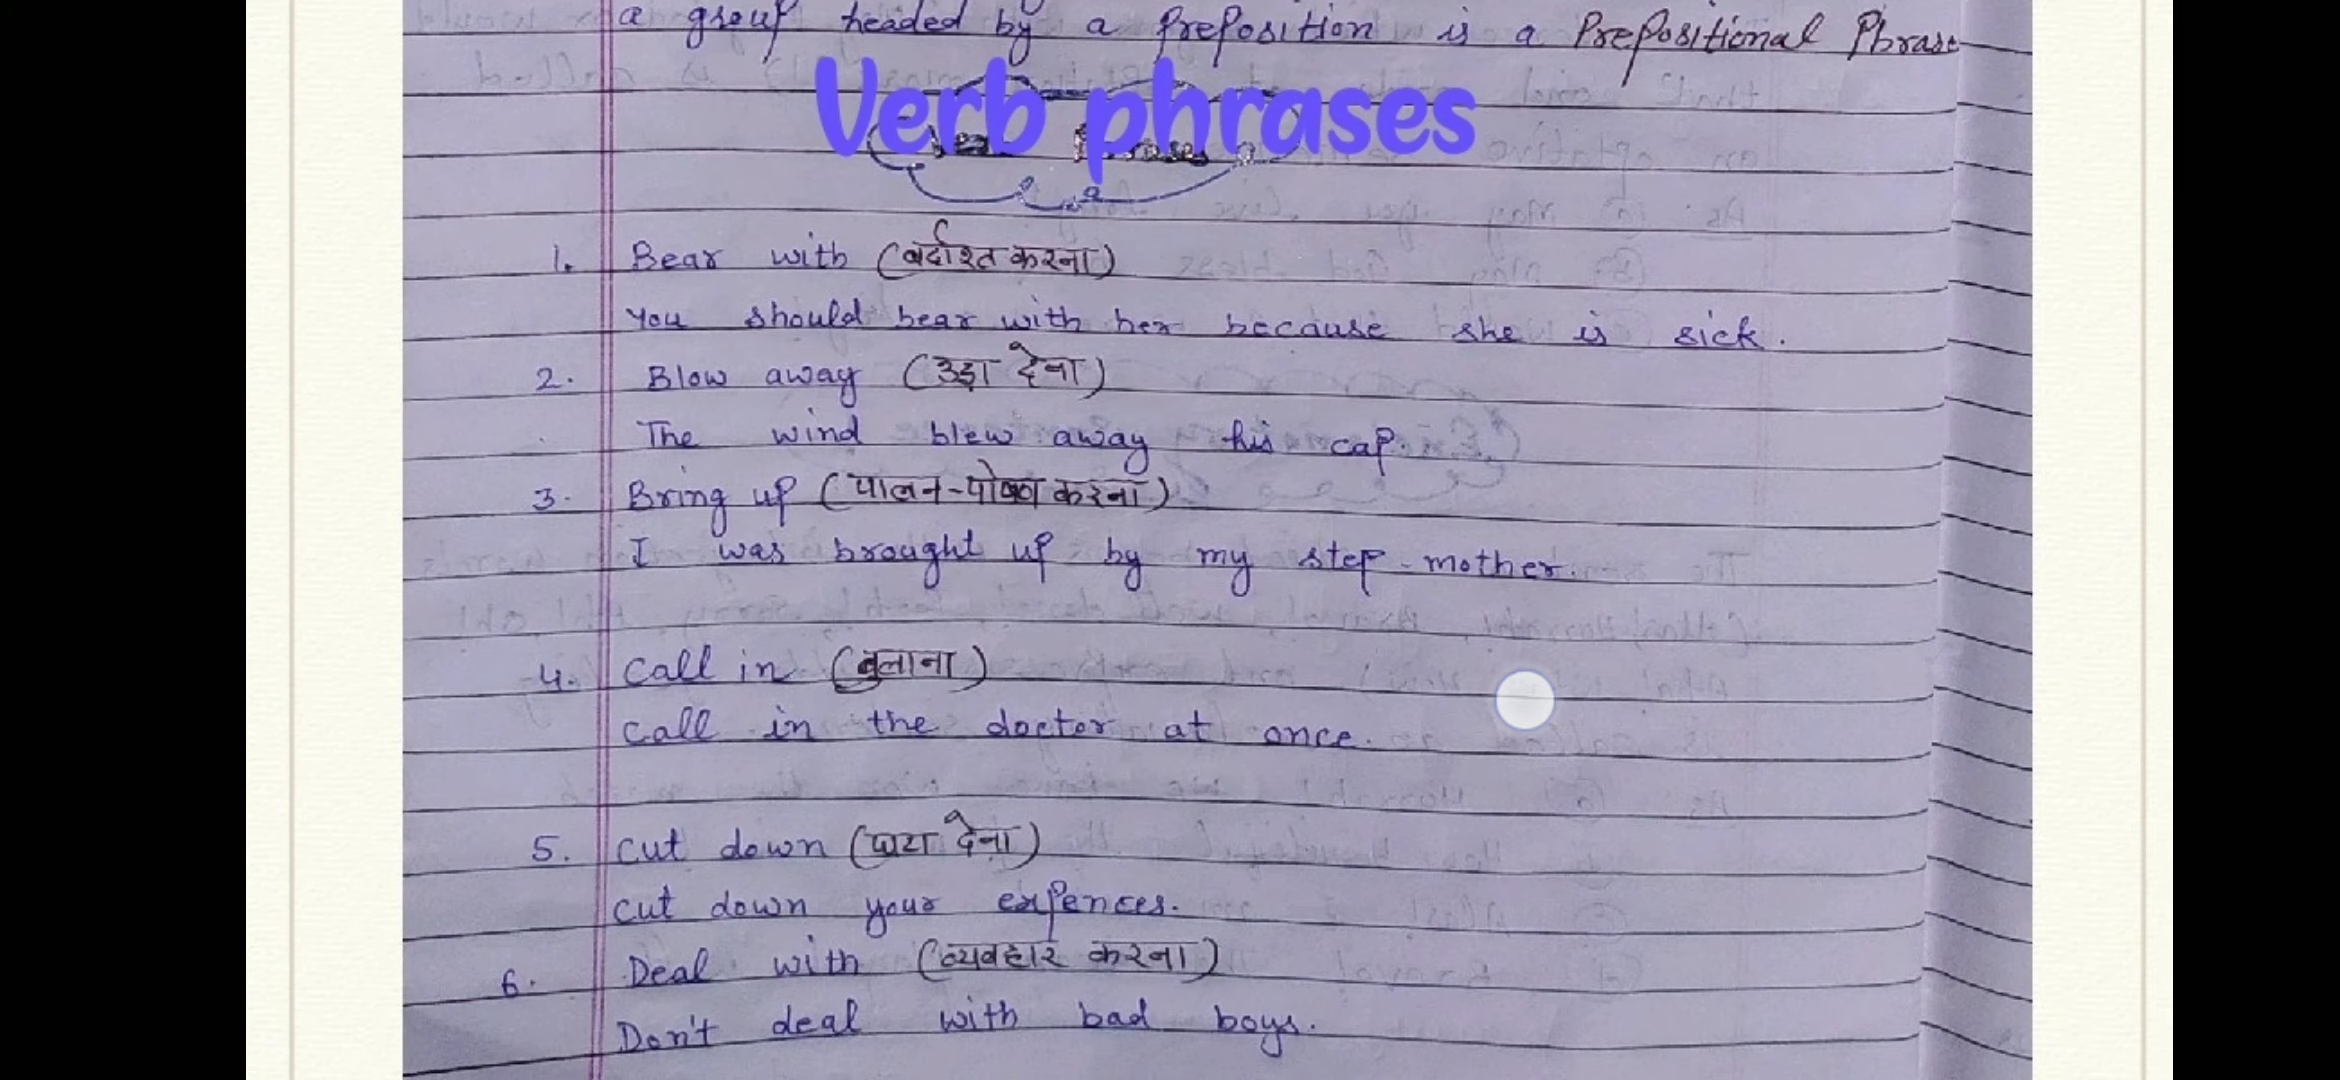 a group headed by a preposition is a Prepositional Phrase
Verb phrases
1. Bear with (बर्दाश्त करना)
You should bear with her because she is sick.
2. Blow away (उड़ा देना)
The wind blew away his cap.
3. Bring up (पालन-पोषण करना)
I was brought up by my step-mother.
4. Call in (बुलाना)
Call in the doctor at once.
5. Cut down (घटा देना)
Cut down your expences.
6. Deal with (व्यवहार करना)
Don't deal with bad boys.